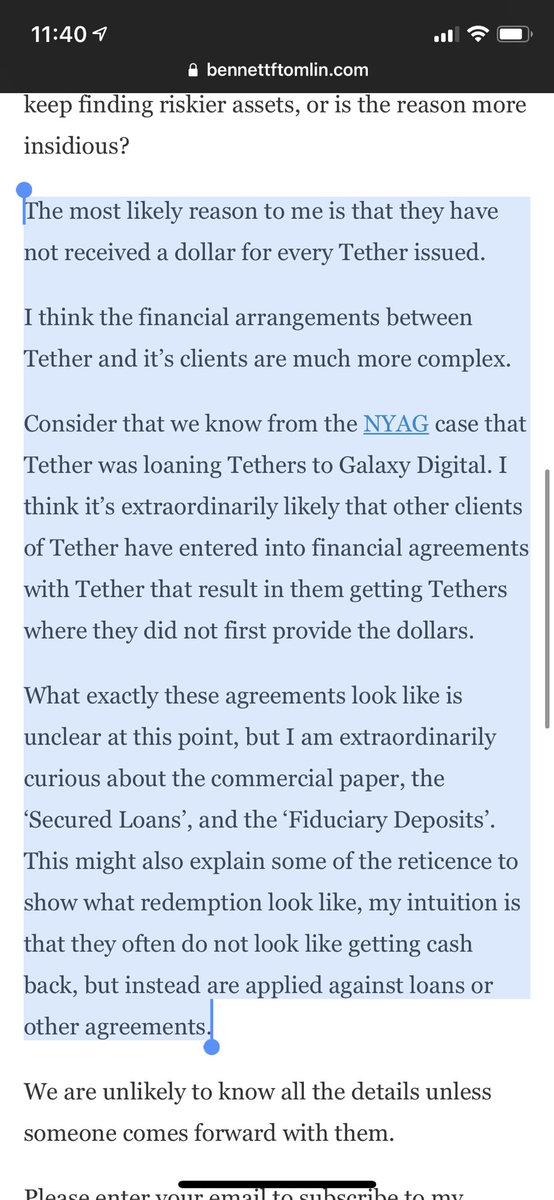 11:40
bennettftomlin.com
keep finding riskier assets, or is the reason more
insidious?
The most likely reason to me is that they have
not received a dollar for every Tether issued.
I think the financial arrangements between
Tether and it’s clients are much more complex.
Consider that we know from the NYAG case that
Tether was loaning Tethers to Galaxy Digital. I
think it’s extraordinarily likely that other clients
of Tether have entered into financial agreements
with Tether that result in them getting Tethers
where they did not first provide the dollars.
What exactly these agreements look like is
unclear at this point, but I am extraordinarily
curious about the commercial paper, the
‘Secured Loans’, and the ‘Fiduciary Deposits’.
This might also explain some of the reticence to
show what redemption look like, my intuition is
that they often do not look like getting cash
back, but instead are applied against loans or
other agreements.
We are unlikely to know all the details unless
someone comes forward with them.
Please enter your email to subscribe to my